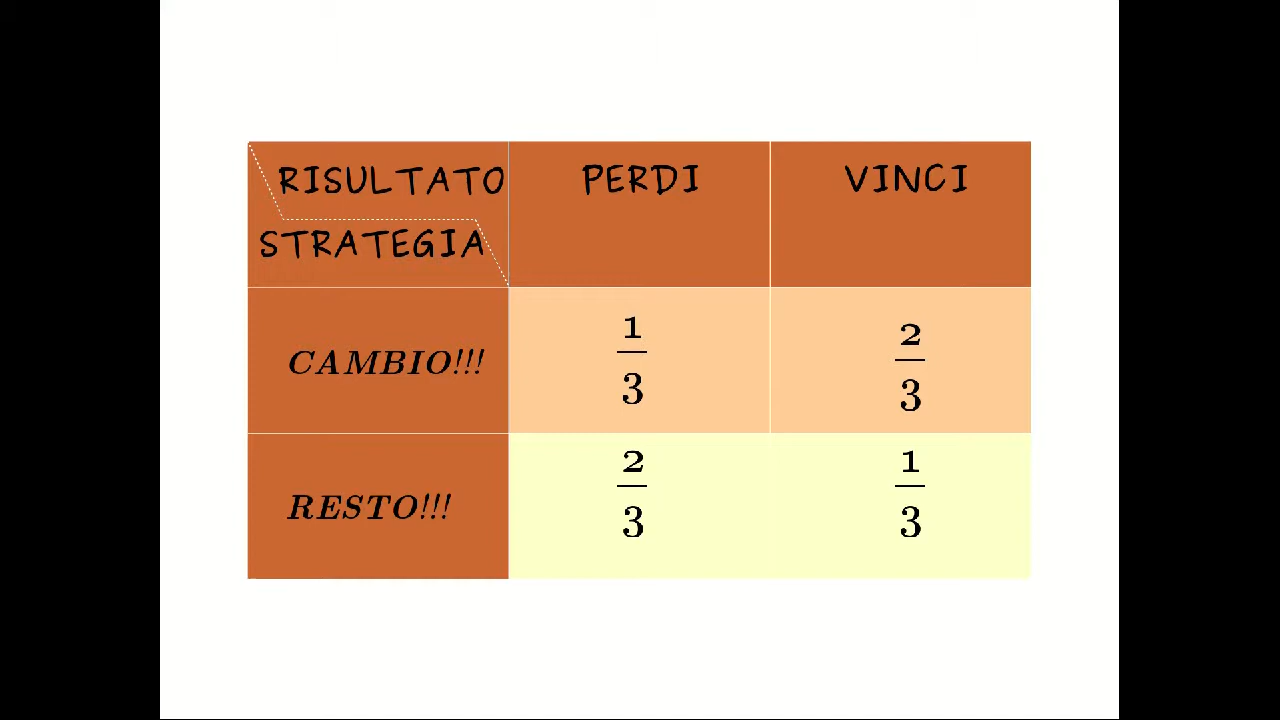 RISULTATO
STRATEGIA
PERDI
VINCI
CAMBIO!!!
1
3
2
3
RESTO!!!
2
3
1
3